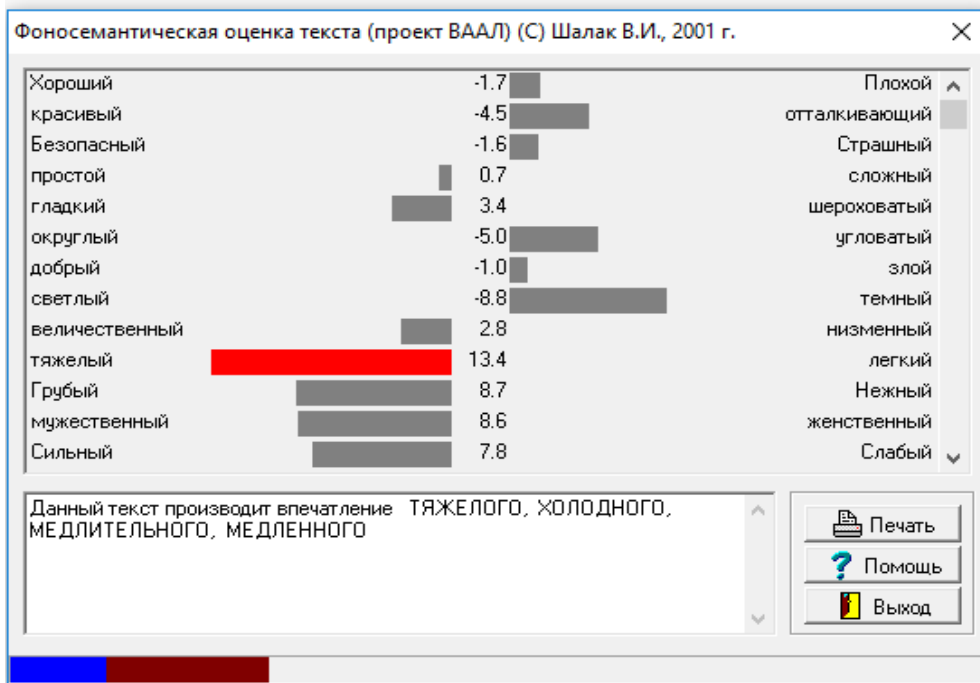 Фоносемантическая оценка текста (проект ВААЛ) (C) Шалак В.И., 2001 г.
Хороший -1.7 Плохой
красивый -4.5 отталкивающий
Безопасный -1.6 Страшный
простой 0.7 сложный
гладкий 3.4 шероховатый
округлый -5.0 угловатый
добрый -1.0 злой
светлый -8.8 темный
величественный 2.8 низменный
тяжелый 13.4 легкий
Грубый 8.7 Нежный
мужественный 8.6 женственный
Сильный 7.8 Слабый
Данный текст производит впечатление ТЯЖЕЛОГО, ХОЛОДНОГО,
МЕДЛИТЕЛЬНОГО, МЕДЛЕННОГО
Печать
Помощь
Выход